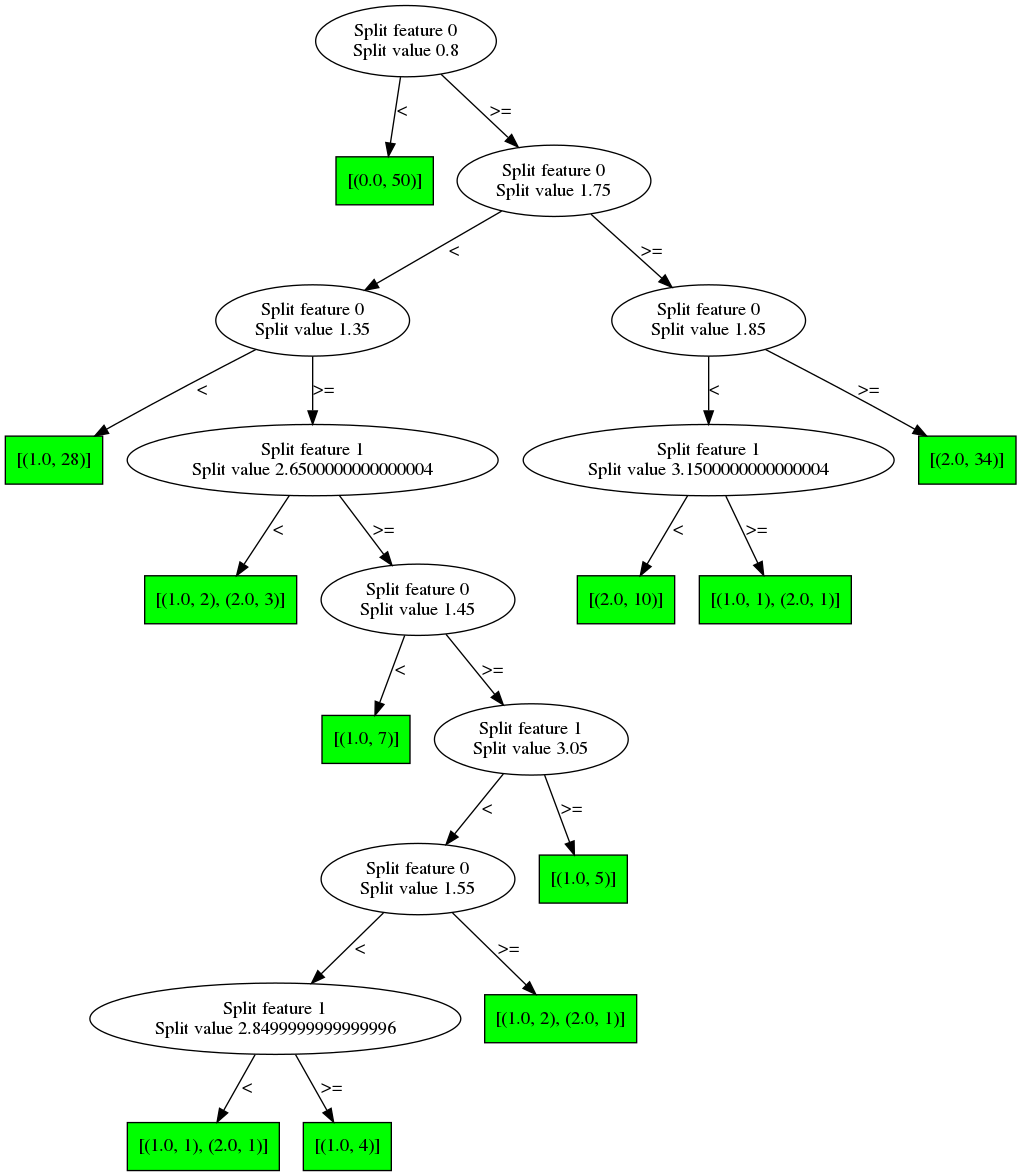 Split feature 0
Split value 0.8
<
>=
[(0.0, 50)]
Split feature 0
Split value 1.75
<
>=
Split feature 0
Split value 1.35
Split feature 0
Split value 1.85
<
>=
<
>=
[(1.0, 28)]
Split feature 1
Split value 2.6500000000000004
Split feature 1
Split value 3.1500000000000004
[(2.0, 34)]
<
>=
<
>=
[(1.0, 2), (2.0, 3)]
Split feature 0
Split value 1.45
[(2.0, 10)]
[(1.0, 1), (2.0, 1)]
<
>=
[(1.0, 7)]
Split feature 1
Split value 3.05
<
>=
Split feature 0
Split value 1.55
[(1.0, 5)]
<
>=
Split feature 1
Split value 2.8499999999999996
[(1.0, 2), (2.0, 1)]
<
>=
[(1.0, 1), (2.0, 1)]
[(1.0, 4)]